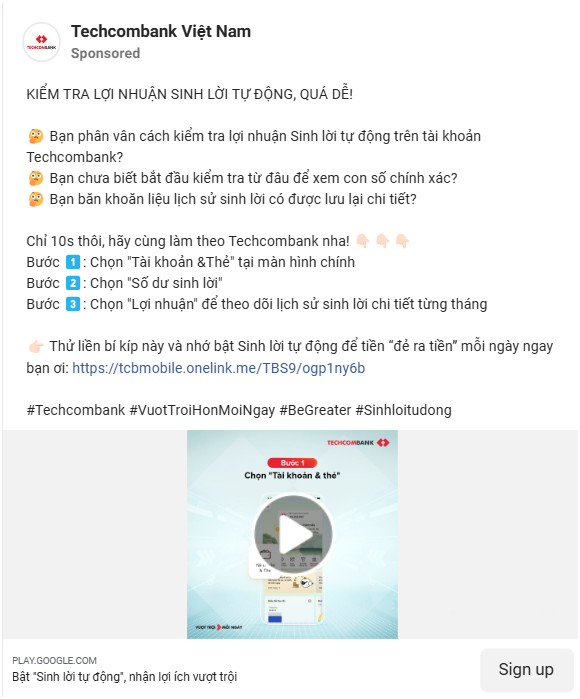 Techcombank Việt Nam
TECHCOMBANK
Sponsored
KIỂM TRA LỢI NHUẬN SINH LỜI TỰ ĐỘNG, QUÁ DỄ!
🤔 Bạn phân vân cách kiểm tra lợi nhuận Sinh lời tự động trên tài khoản
Techcombank?
🤔 Bạn chưa biết bắt đầu kiểm tra từ đâu để xem con số chính xác?
🤔 Bạn băn khoăn liệu lịch sử sinh lời có được lưu lại chi tiết?
Chỉ 10s thôi, hãy cùng làm theo Techcombank nha! 👇🏻👇🏻👇🏻
Bước 1️⃣: Chọn "Tài khoản &Thẻ" tại màn hình chính
Bước 2️⃣: Chọn "Số dư sinh lời"
Bước 3️⃣: Chọn "Lợi nhuận" để theo dõi lịch sử sinh lời chi tiết từng tháng
👉🏻 Thử liền bí kíp này và nhớ bật Sinh lời tự động để tiền “đẻ ra tiền” mỗi ngày ngay
bạn ơi: https://tcbmobile.onelink.me/TBS9/ogp1ny6b
#Techcombank #VuotTroiHonMoiNgay #BeGreater #Sinhloitudong
TECHCOMBANK
Bước 1
Chọn "Tài khoản & thẻ"
Tài khoản
& Thẻ
VƯỢT TRỘI HƠN MỖI NGÀY
PLAY.GOOGLE.COM
Bật "Sinh lời tự động", nhận lợi ích vượt trội
Sign up